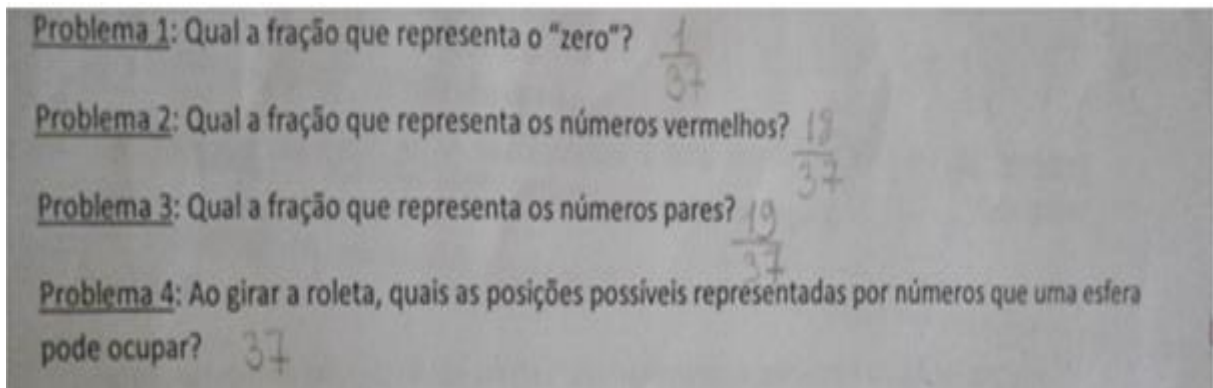 Problema 1: Qual a fração que representa o "zero"? 1/37
Problema 2: Qual a fração que representa os números vermelhos? 18/37
Problema 3: Qual a fração que representa os números pares? 19/37
Problema 4: Ao girar a roleta, quais as posições possíveis representadas por números que uma esfera
pode ocupar? 37